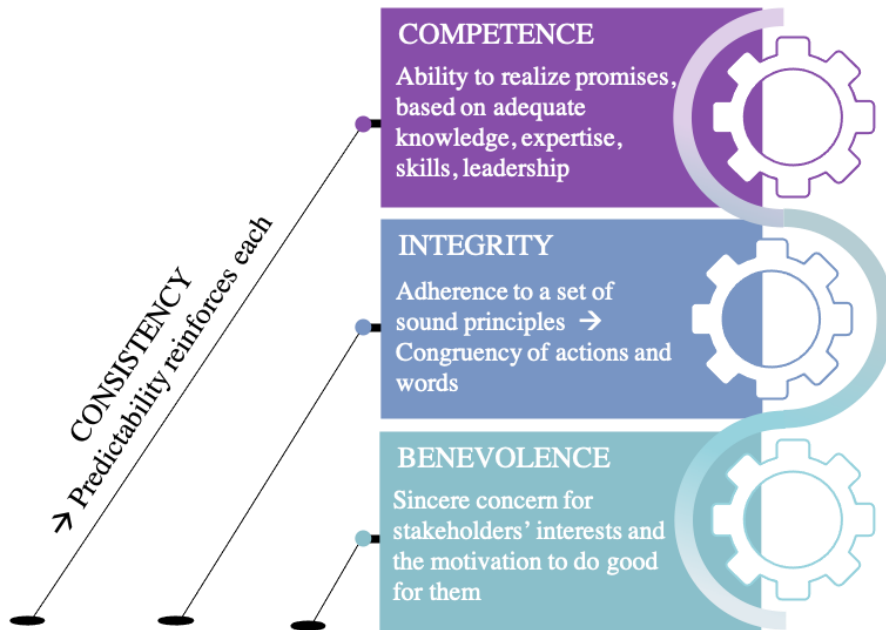 COMPETENCE
Ability to realize promises,
based on adequate
knowledge, expertise,
skills, leadership
INTEGRITY
Adherence to a set of
sound principles →
Congruency of actions and
words
BENEVOLENCE
Sincere concern for
stakeholders’ interests and
the motivation to do good
for them
CONSISTENCY
→ Predictability reinforces each